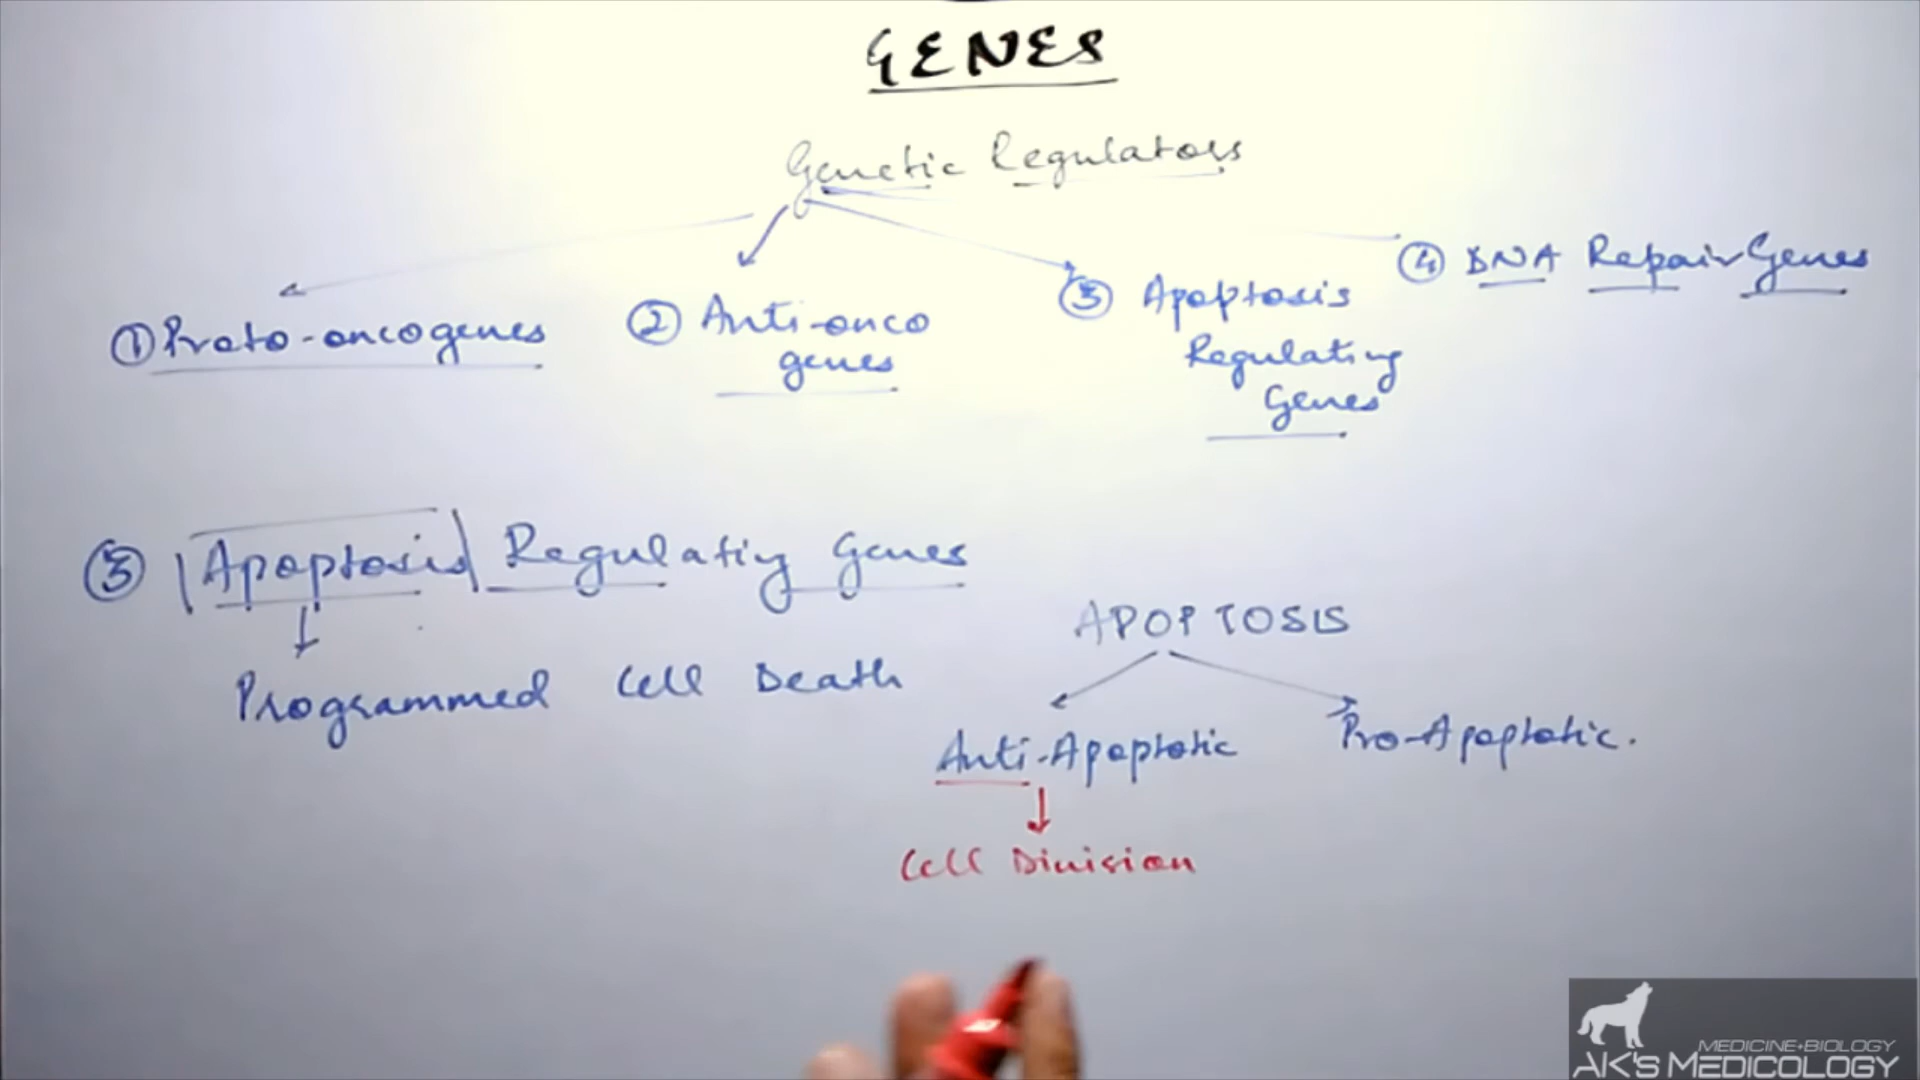 GENES
Genetic Regulators
① Proto-oncogenes
② Anti-onco
genes
③ Apoptosis
Regulating
Genes
④ DNA Repair Genes
③ Apoptosis Regulating Genes
Programmed Cell Death
APOPTOSIS
Anti-Apoptotic
Pro-Apoptotic.
Cell Division
MEDICINE+BIOLOGY
AK'S MEDICOLOGY